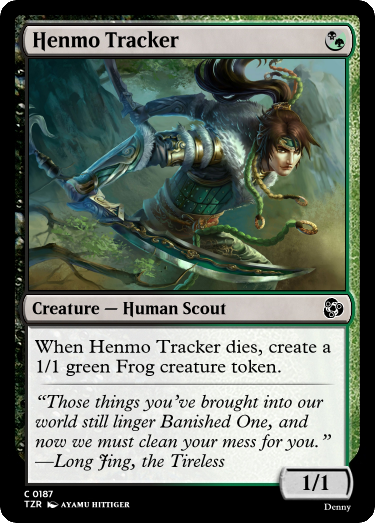 Henmo Tracker
Creature — Human Scout
When Henmo Tracker dies, create a
1/1 green Frog creature token.
“Those things you’ve brought into our
world still linger Banished One, and
now we must clean your mess for you.”
—Long Jing, the Tireless
1/1
C 0187
TZR AYAMU HITTIGER
Denny